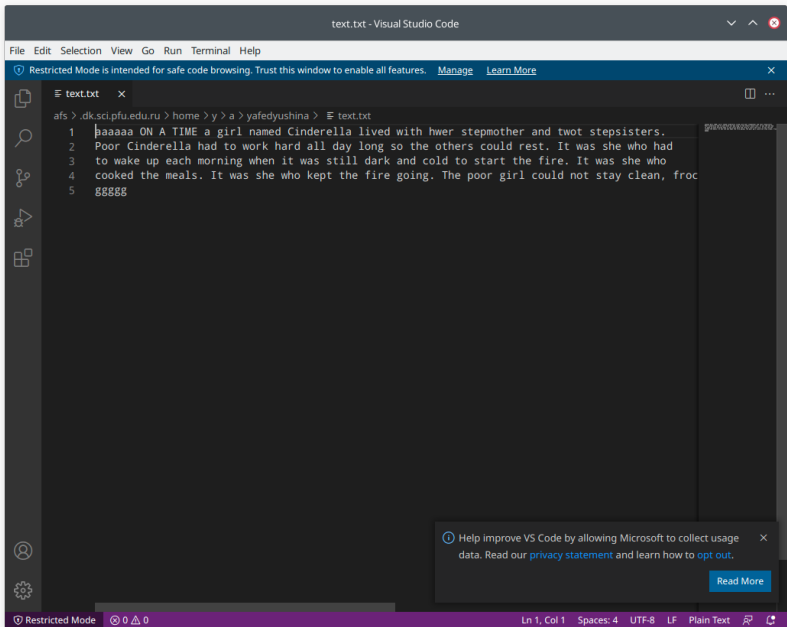 text.txt - Visual Studio Code
File Edit Selection View Go Run Terminal Help
Restricted Mode is intended for safe code browsing. Trust this window to enable all features. Manage Learn More
text.txt
afs > .dk.sci.pfu.edu.ru > home > y > a > yafedyushina > text.txt
1 aaaaaa ON A TIME a girl named Cinderella lived with hwer stepmother and twot stepsisters.
2 Poor Cinderella had to work hard all day long so the others could rest. It was she who had
3 to wake up each morning when it was still dark and cold to start the fire. It was she who
4 cooked the meals. It was she who kept the fire going. The poor girl could not stay clean, froc
5 ggggg
Help improve VS Code by allowing Microsoft to collect usage
data. Read our privacy statement and learn how to opt out.
Read More
Restricted Mode 0 0 Ln 1, Col 1 Spaces: 4 UTF-8 LF Plain Text